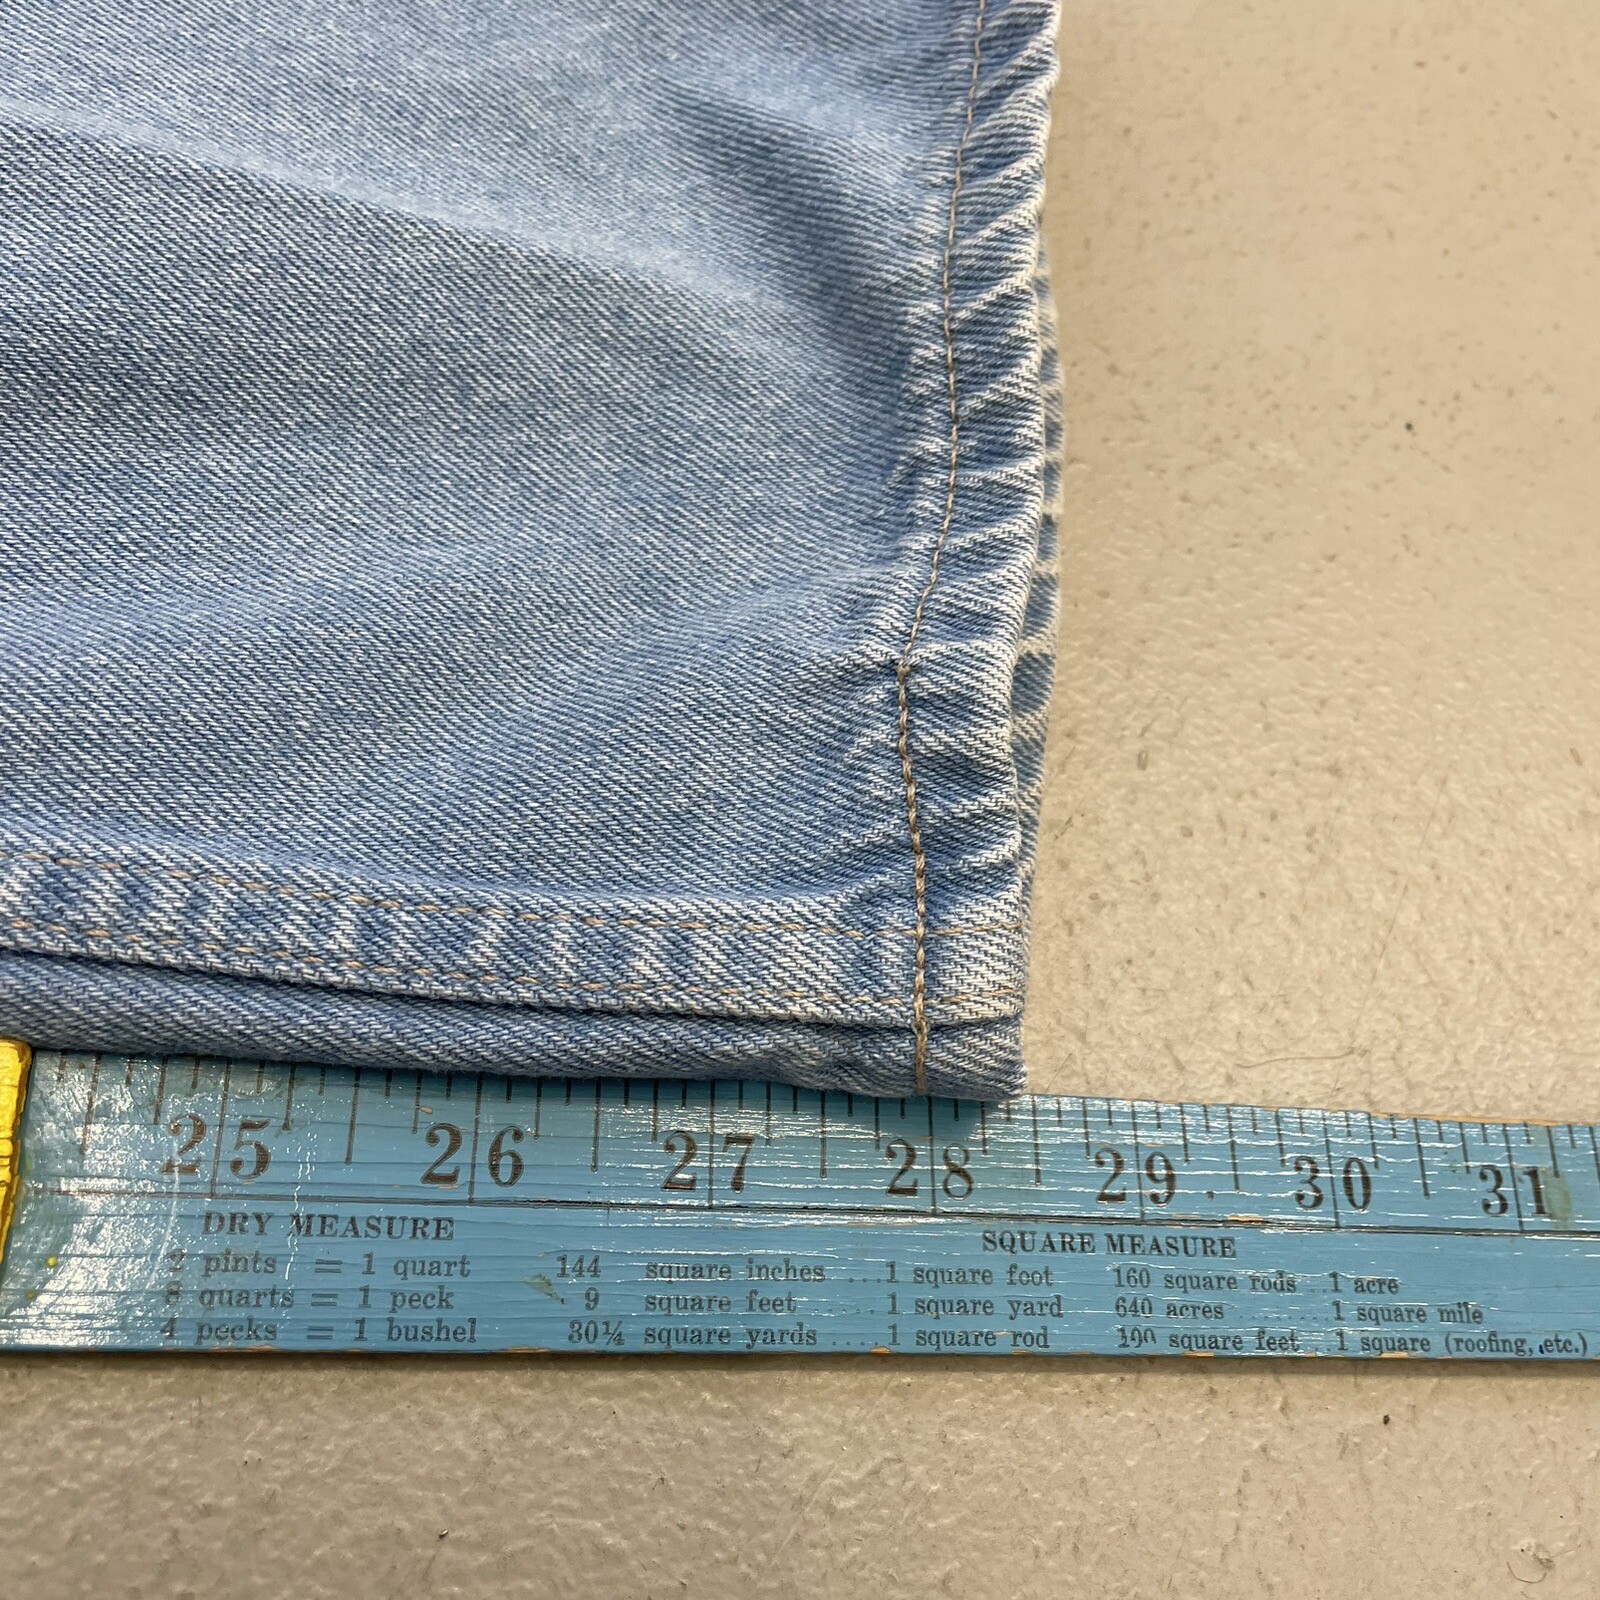 25 26 27 28 29 30 31
DRY MEASURE
2 pints = 1 quart
8 quarts = 1 peck
4 pecks = 1 bushel
SQUARE MEASURE
144 square inches ...1 square foot
9 square feet ......1 square yard
30¼ square yards ....1 square rod
160 square rods ..1 acre
640 acres ..........1 square mile
100 square feet ..1 square (roofing, etc.)